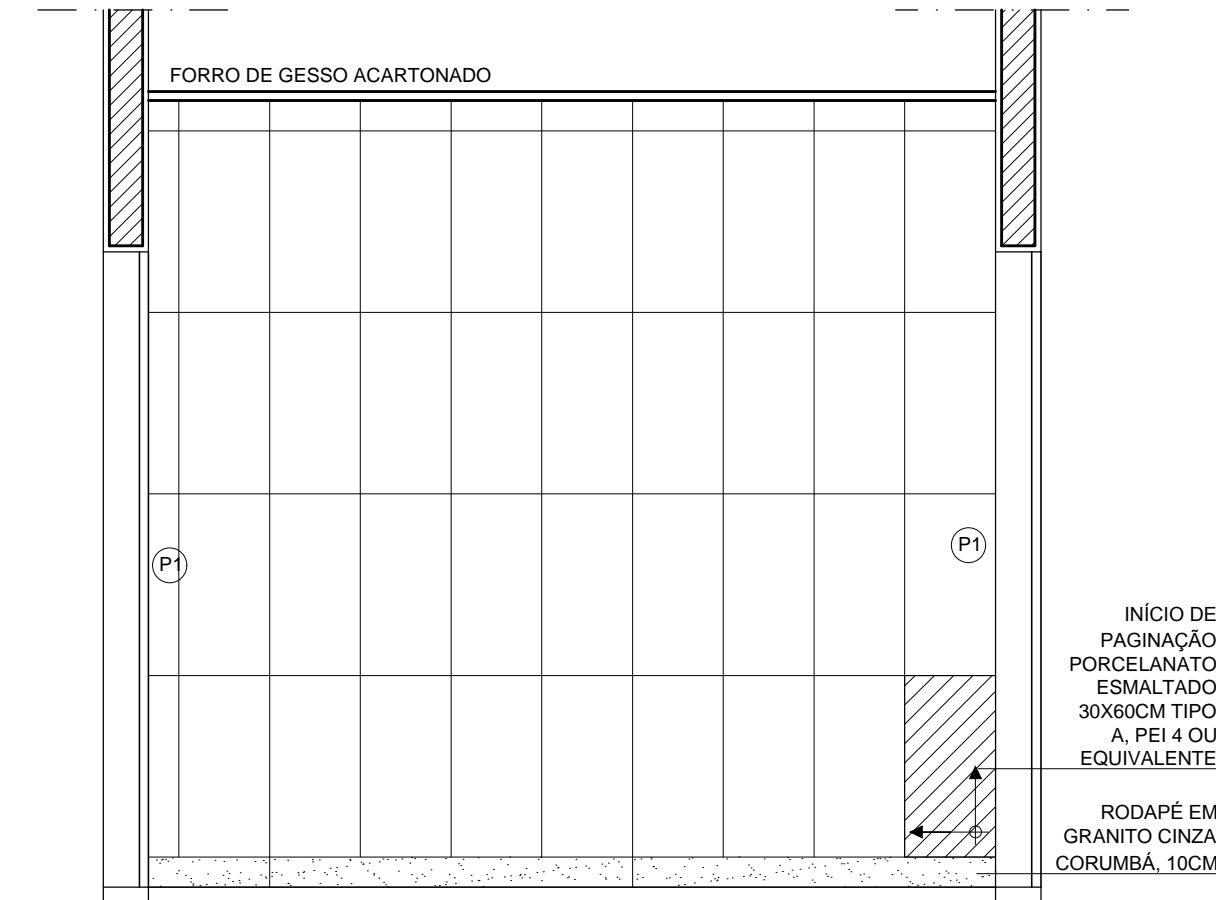 FORRO DE GESSO ACARTONADO
P1
P1
INÍCIO DE
PAGINAÇÃO
PORCELANATO
ESMALTADO
30X60CM TIPO
A, PEI 4 OU
EQUIVALENTE
RODAPÉ EM
GRANITO CINZA
CORUMBÁ, 10CM